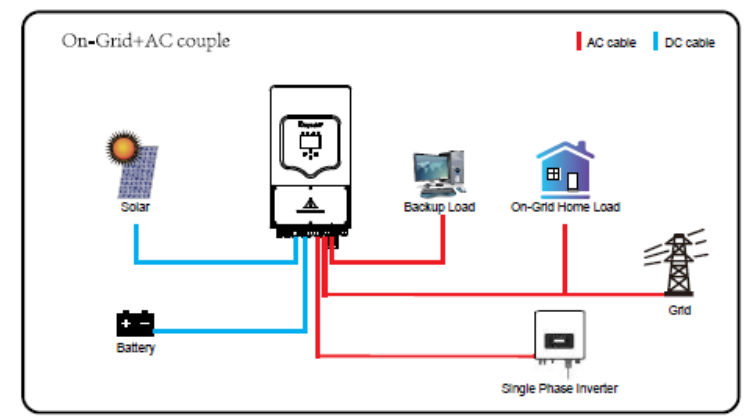 On-Grid+AC couple
AC cable
DC cable
Solar
Backup Load
On-Grid Home Load
Grid
Battery
Single Phase Inverter